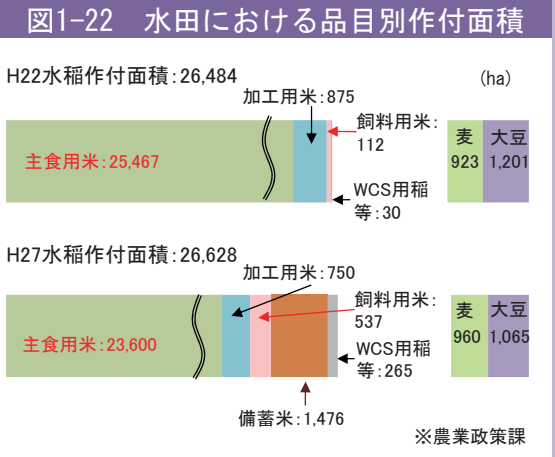 図1-22　水田における品目別作付面積
H22水稲作付面積:26,484
(ha)
加工用米:875
飼料用米:
112
主食用米:25,467
WCS用稲
等:30
麦
923
大豆
1,201
H27水稲作付面積:26,628
加工用米:750
飼料用米:
537
主食用米:23,600
WCS用稲
等:265
麦
960
大豆
1,065
備蓄米:1,476
※農業政策課